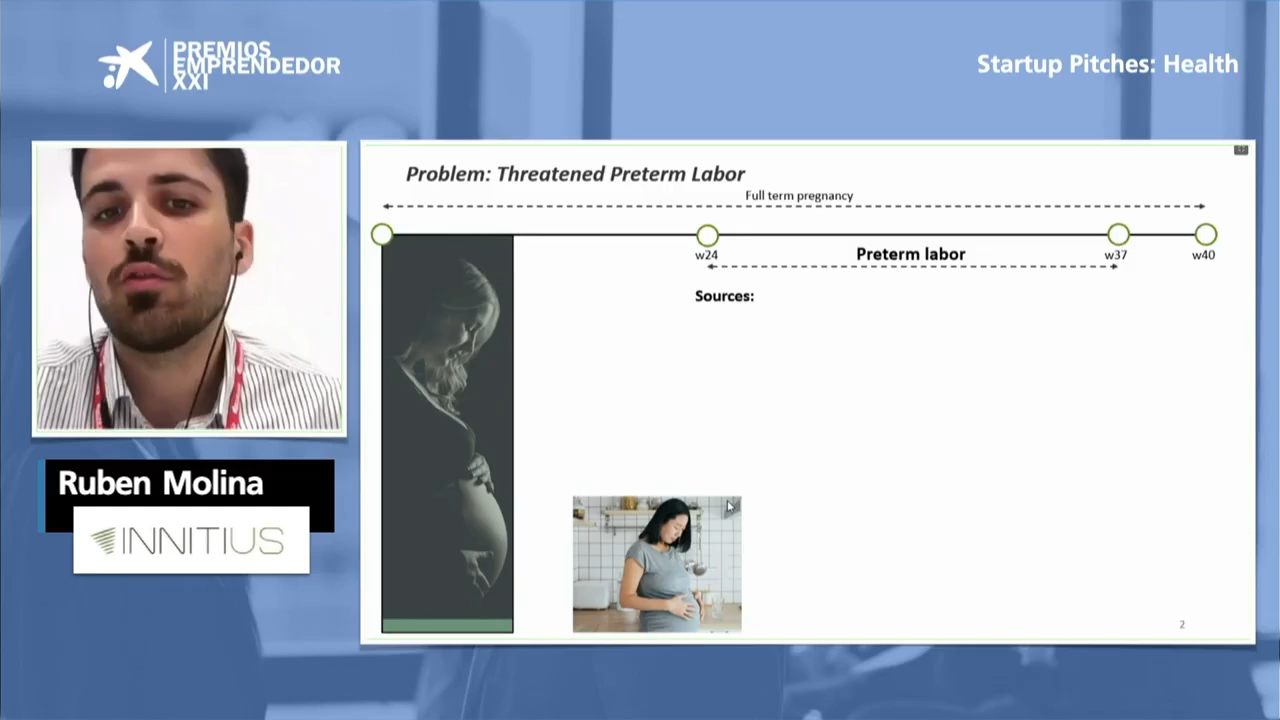 PREMIOS
EMPRENDEDOR
XXI
Startup Pitches: Health
Problem: Threatened Preterm Labor
Full term pregnancy
w24
Preterm labor
w37
w40
Sources:
Ruben Molina
INNITIUS
2